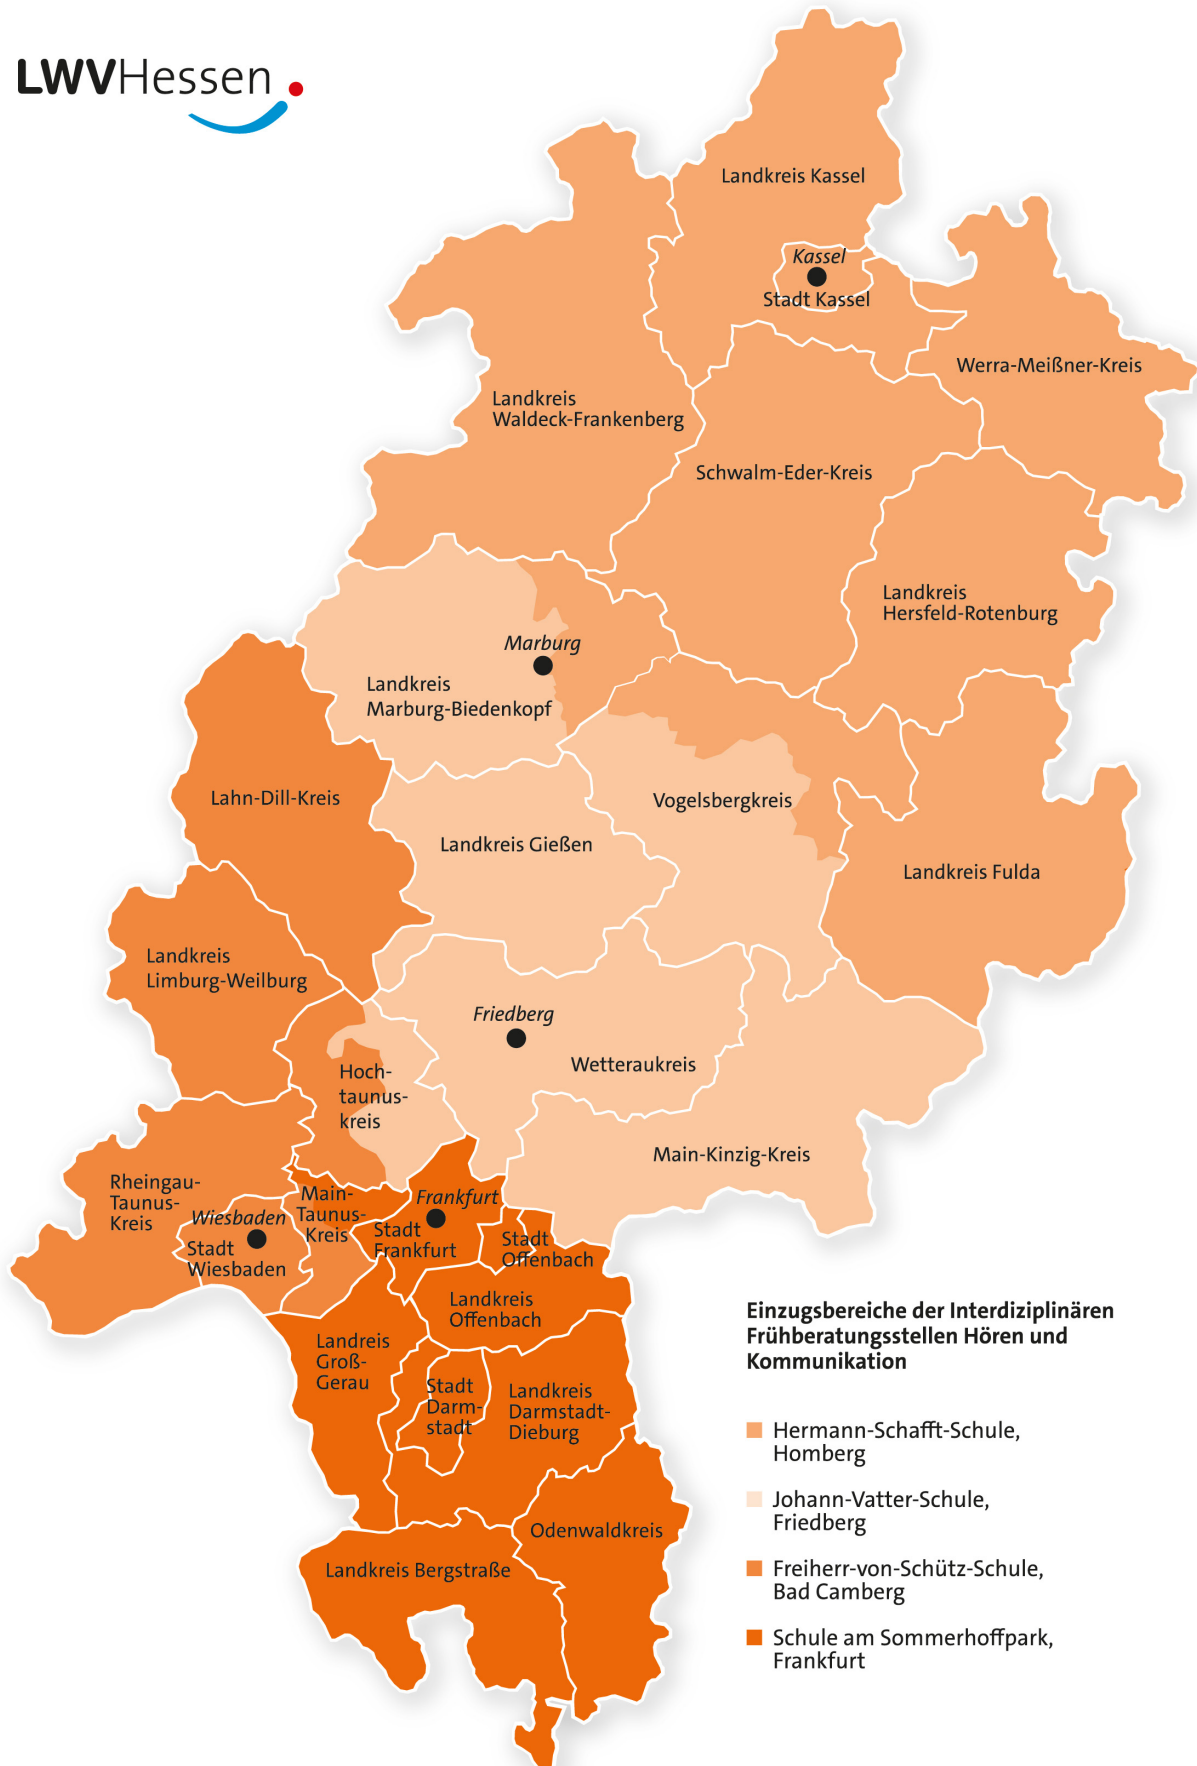 LWVHessen
Landkreis Kassel
Kassel
Stadt Kassel
Werra-Meißner-Kreis
Landkreis
Waldeck-Frankenberg
Schwalm-Eder-Kreis
Landkreis
Hersfeld-Rotenburg
Marburg
Landkreis
Marburg-Biedenkopf
Lahn-Dill-Kreis
Vogelsbergkreis
Landkreis Gießen
Landkreis Fulda
Landkreis
Limburg-Weilburg
Friedberg
Wetteraukreis
Hoch-
taunus-
kreis
Main-Kinzig-Kreis
Rheingau-
Taunus-
Kreis
Wiesbaden
Stadt
Wiesbaden
Main-
Taunus-
Kreis
Frankfurt
Stadt
Frankfurt
Stadt
Offenbach
Landkreis
Offenbach
Landreis
Groß-
Gerau
Stadt
Darm-
stadt
Landkreis
Darmstadt-
Dieburg
Odenwaldkreis
Landkreis Bergstraße
Einzugsbereiche der Interdiziplinären
Frühberatungsstellen Hören und
Kommunikation
Hermann-Schafft-Schule,
Homberg
Johann-Vatter-Schule,
Friedberg
Freiherr-von-Schütz-Schule,
Bad Camberg
Schule am Sommerhoffpark,
Frankfurt